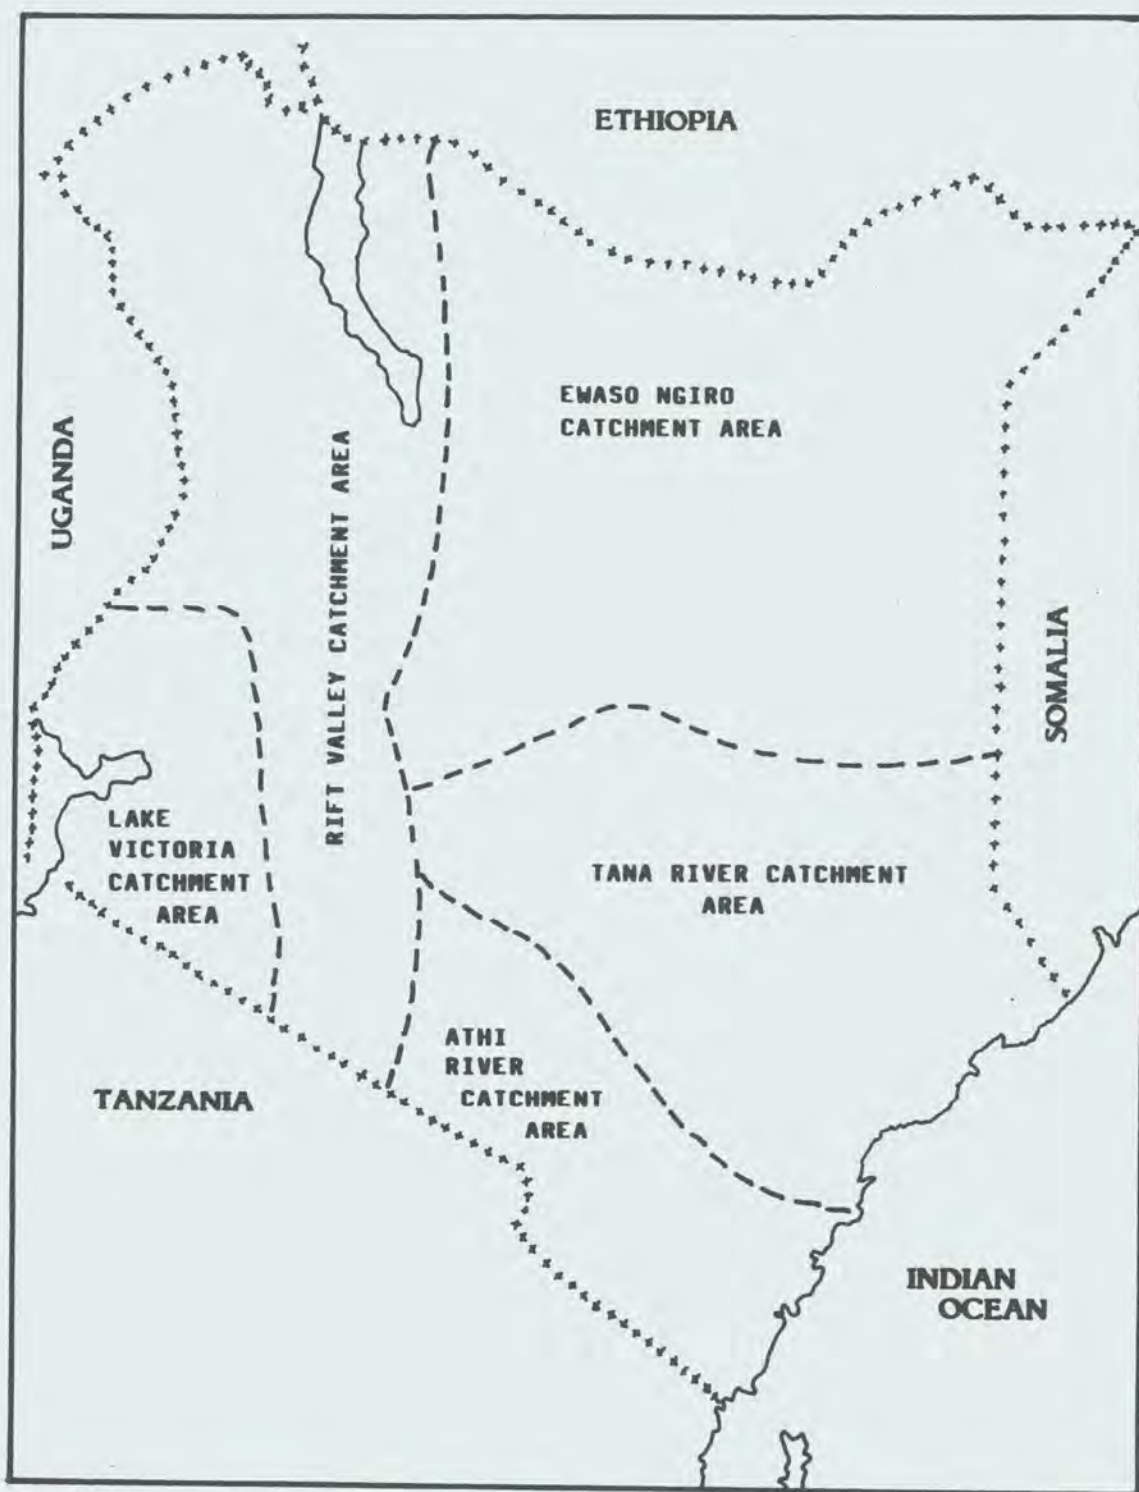 ETHIOPIA
EWASO NGIRO
CATCHMENT AREA
UGANDA
RIFT VALLEY CATCHMENT AREA
SOMALIA
LAKE
VICTORIA
CATCHMENT
AREA
TANA RIVER CATCHMENT
AREA
ATHI
RIVER
CATCHMENT
AREA
TANZANIA
INDIAN
OCEAN